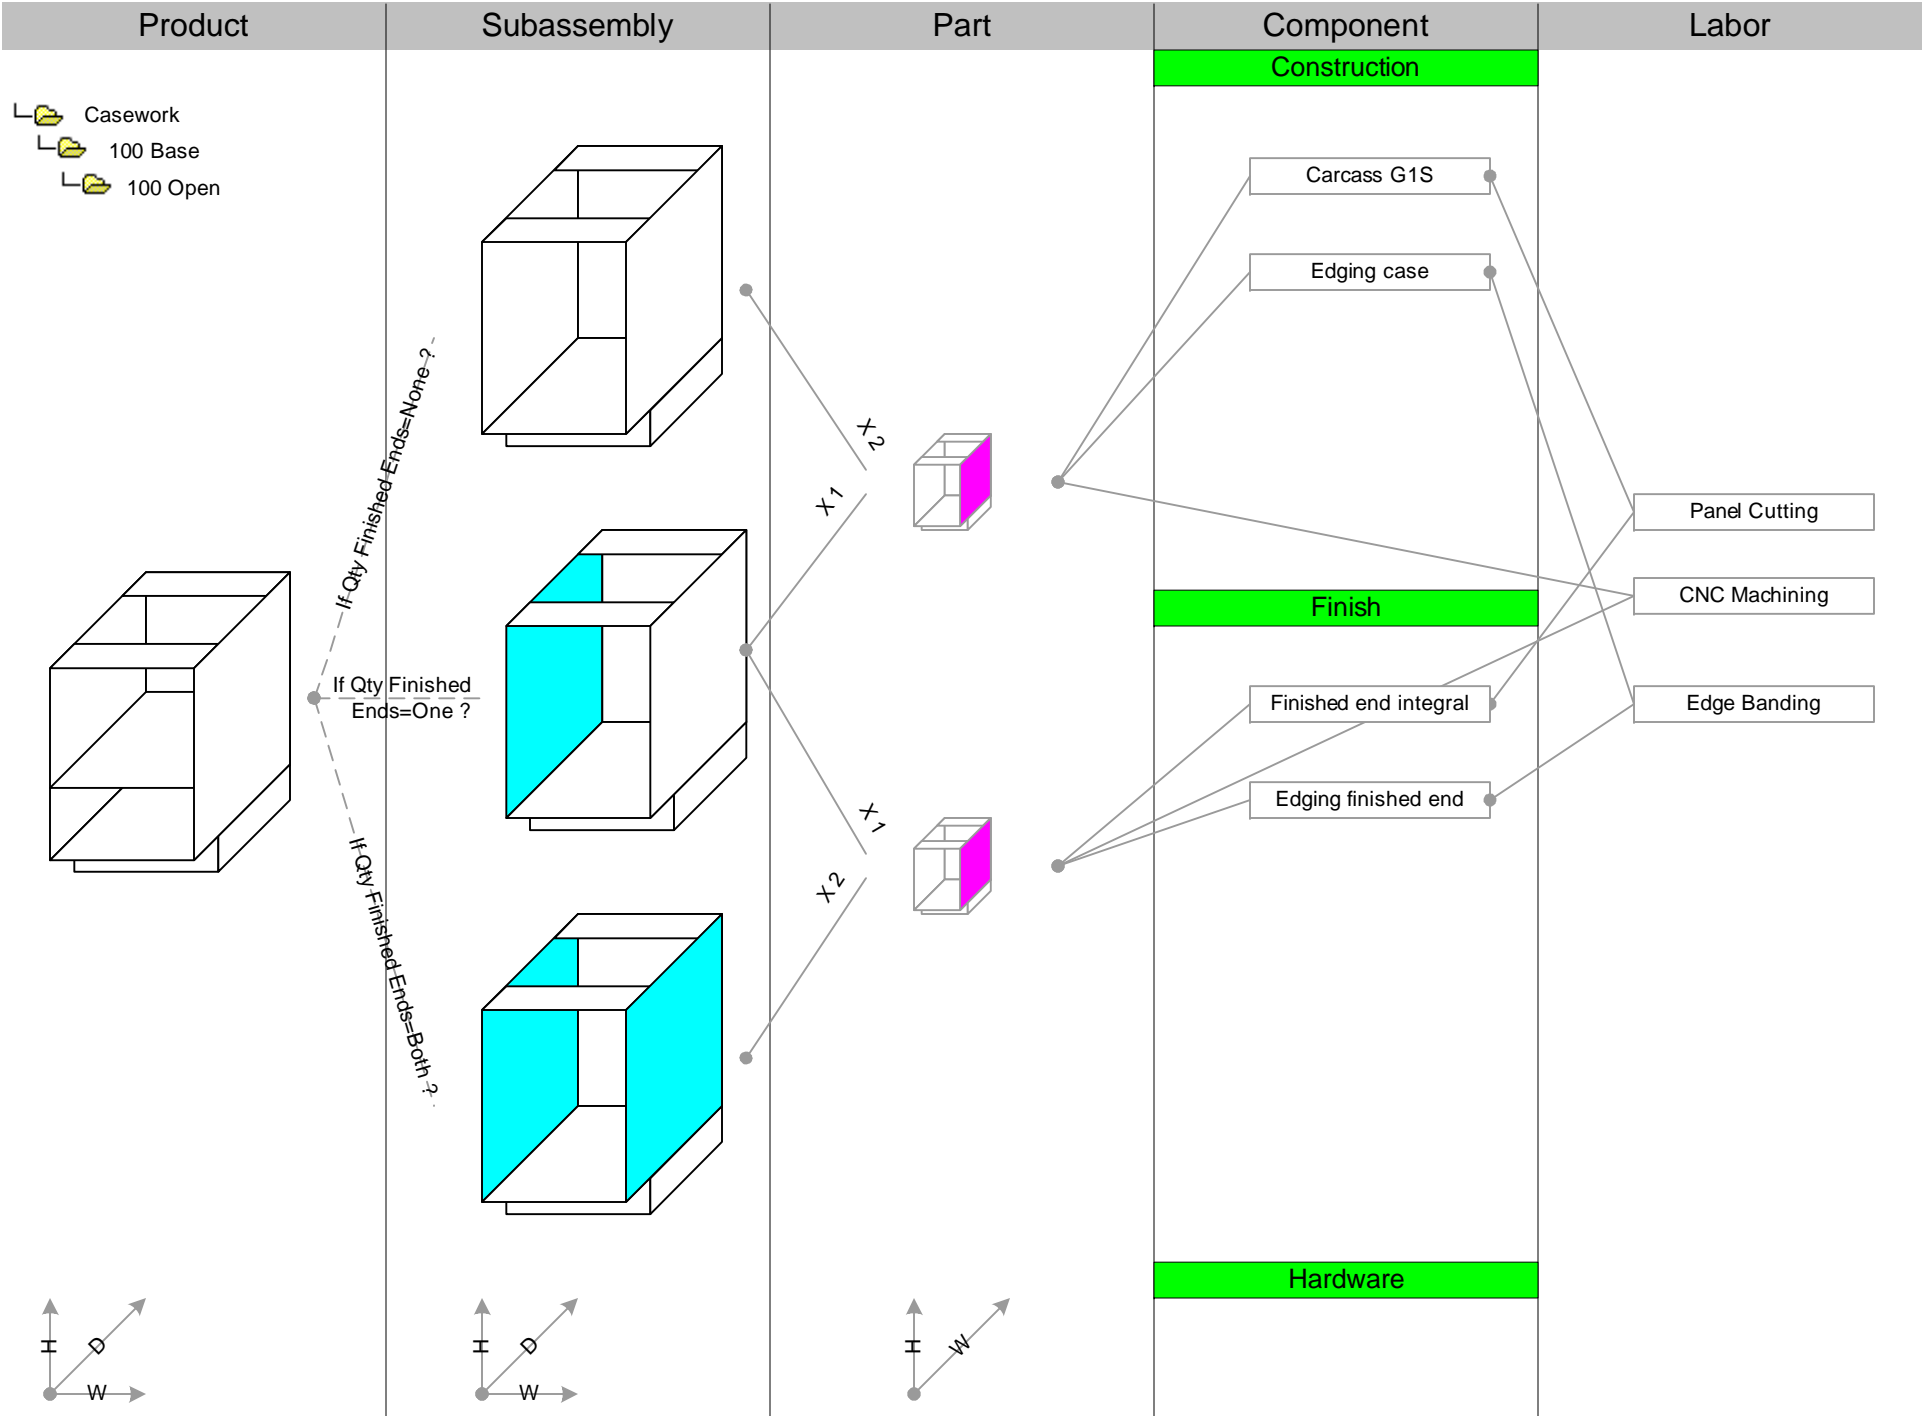 Product
Subassembly
Part
Component
Labor
Construction
Casework
100 Base
100 Open
Carcass G1S
Edging case
If Qty Finished Ends=None ?
X 2
X 1
Panel Cutting
CNC Machining
Finish
If Qty Finished
Ends=One ?
Finished end integral
Edge Banding
Edging finished end
X 1
X 2
If Qty Finished Ends=Both ?
Hardware
H
D
W
H
D
W
H
W